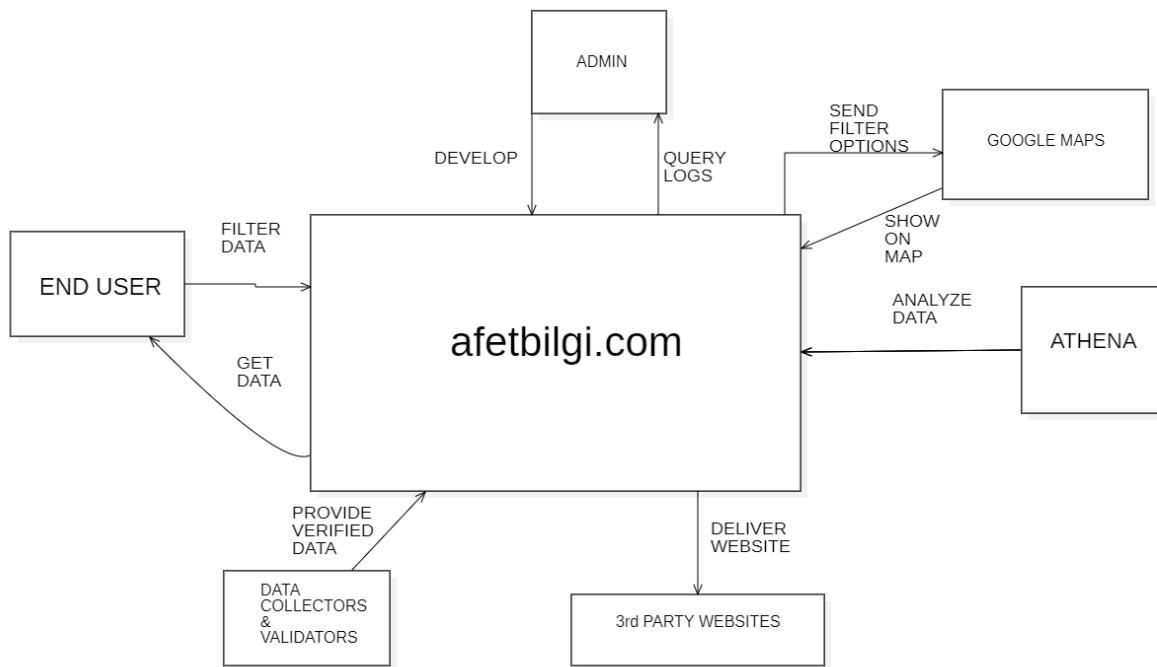 ADMIN
SEND
FILTER
OPTIONS
GOOGLE MAPS
DEVELOP
QUERY
LOGS
FILTER
DATA
SHOW
ON
MAP
END USER
ANALYZE
DATA
afetbilgi.com
ATHENA
GET
DATA
PROVIDE
VERIFIED
DATA
DELIVER
WEBSITE
DATA
COLLECTORS
&
VALIDATORS
3rd PARTY WEBSITES